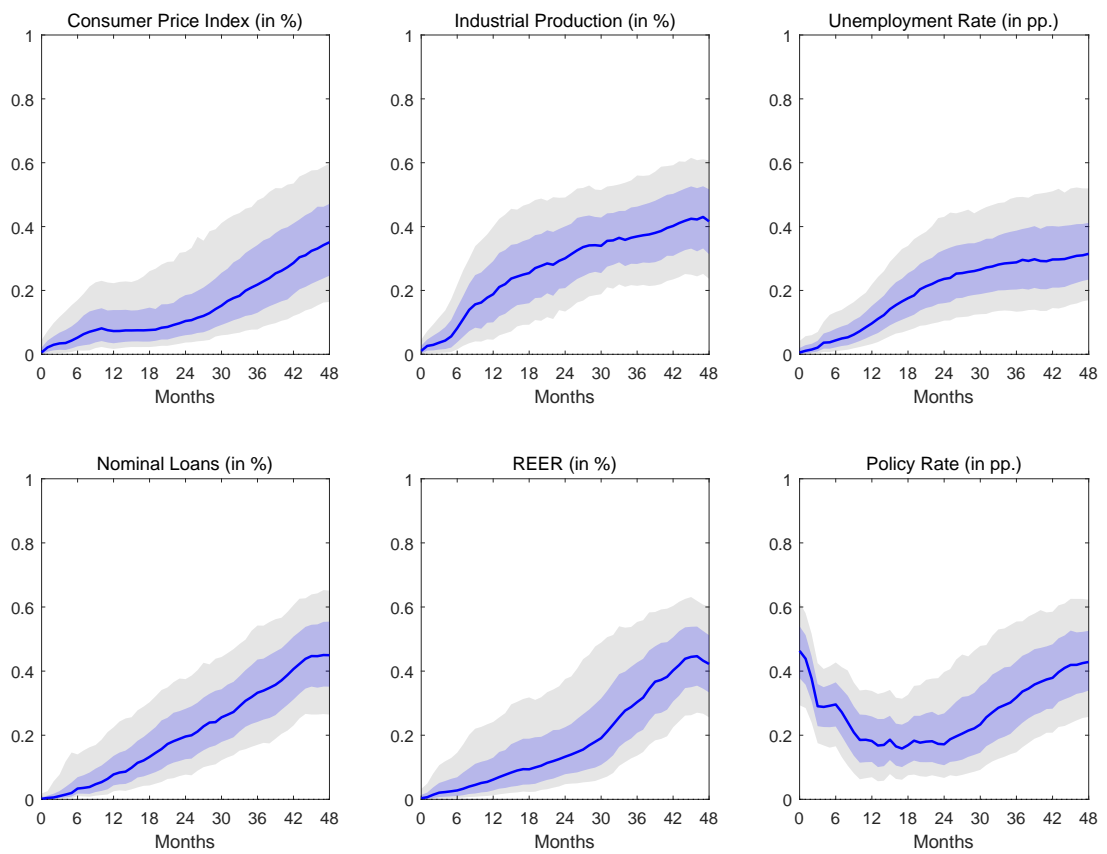 Consumer Price Index (in %)
1
0.8
0.6
0.4
0.2
0
0 6 12 18 24 30 36 42 48
Months
Industrial Production (in %)
1
0.8
0.6
0.4
0.2
0
0 6 12 18 24 30 36 42 48
Months
Unemployment Rate (in pp.)
1
0.8
0.6
0.4
0.2
0
0 6 12 18 24 30 36 42 48
Months
Nominal Loans (in %)
1
0.8
0.6
0.4
0.2
0
0 6 12 18 24 30 36 42 48
Months
REER (in %)
1
0.8
0.6
0.4
0.2
0
0 6 12 18 24 30 36 42 48
Months
Policy Rate (in pp.)
1
0.8
0.6
0.4
0.2
0
0 6 12 18 24 30 36 42 48
Months